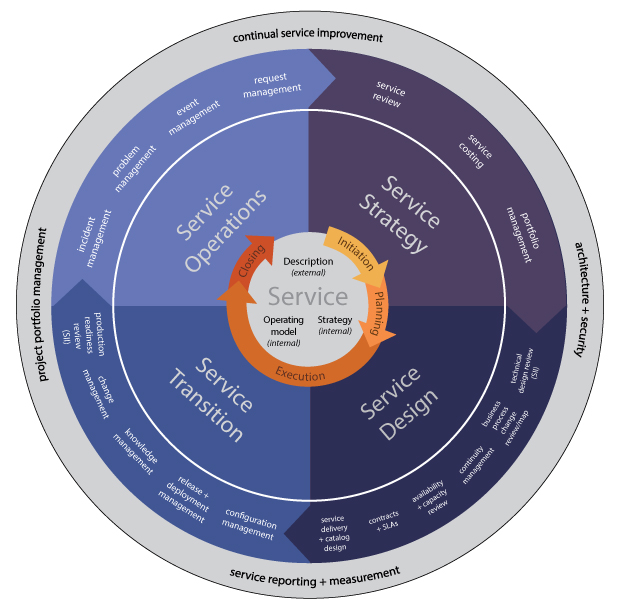 continual service improvement
request
management
event
management
problem
management
incident
management
service
review
service
costing
portfolio
management
Service
Operations
Service
Strategy
project portfolio management
architecture + security
Closing
Initiation
Planning
Execution
Description
(external)
Service
Operating
model
(internal)
Strategy
(internal)
Service
Transition
Service
Design
production
readiness
review
(SII)
change
management
knowledge
management
release +
deployment
management
configuration
management
technical
design review
(SII)
business
process
change
review/map
continuity
management
availability
+ capacity
review
contracts
+ SLAs
service
delivery
+ catalog
design
service reporting + measurement